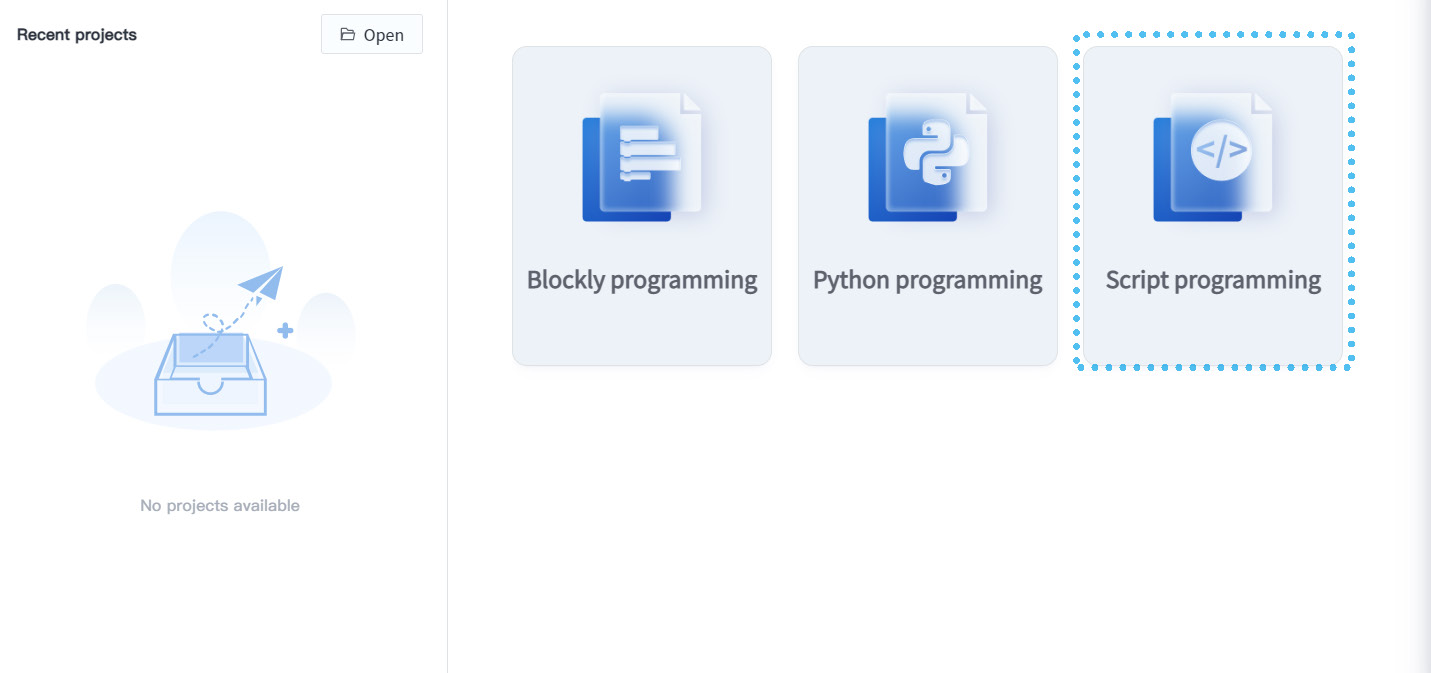 Recent projects
Open
No projects available
Blockly programming
Python programming
</>
Script programming